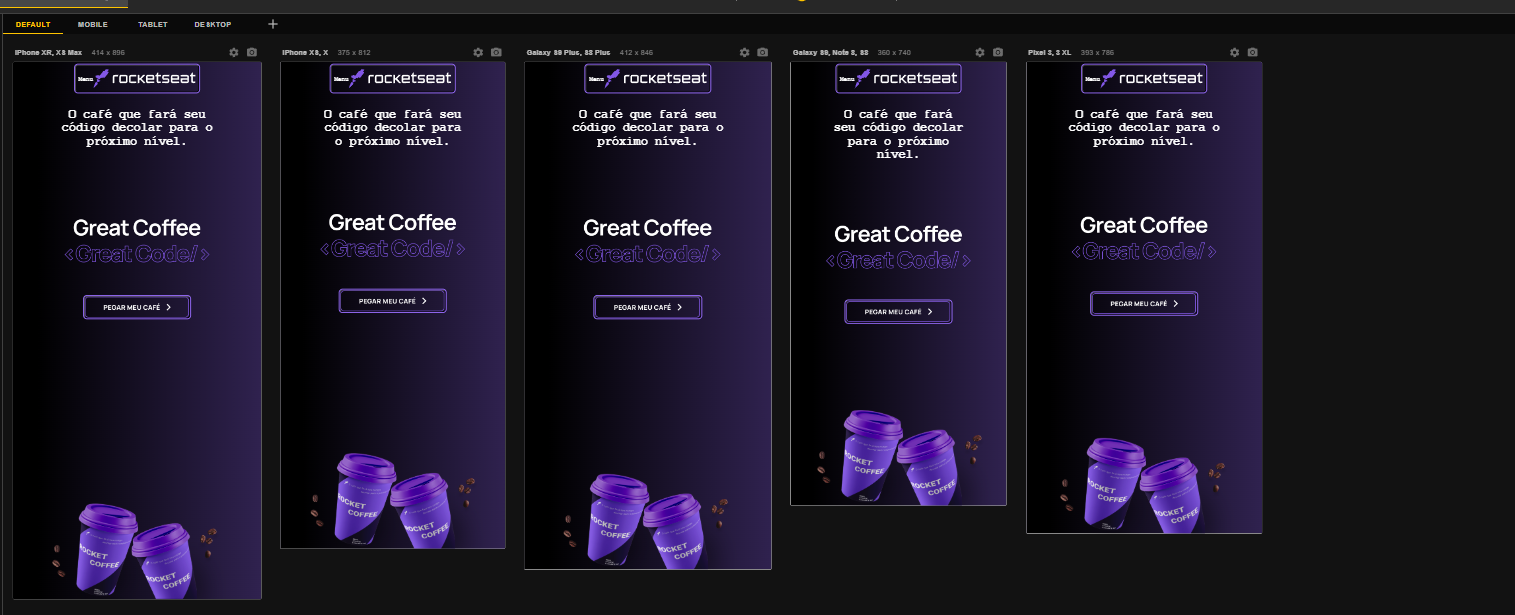 DEFAULT MOBILE TABLET DESKTOP +
iPhone XR, XS Max 414 x 896
Menu rocketseat
O café que fará seu
código decolar para o
próximo nível.
Great Coffee
<Great Code/>
PEGAR MEU CAFÉ >
ROCKET
COFFEE
ROCKET
COFFEE
iPhone XS, X 375 x 812
Menu rocketseat
O café que fará seu
código decolar para
o próximo nível.
Great Coffee
<Great Code/>
PEGAR MEU CAFÉ >
ROCKET
COFFEE
ROCKET
COFFEE
Galaxy S9 Plus, S8 Plus 412 x 846
Menu rocketseat
O café que fará seu
código decolar para o
próximo nível.
Great Coffee
<Great Code/>
PEGAR MEU CAFÉ >
ROCKET
COFFEE
ROCKET
COFFEE
Galaxy S9, Note 8, S8 360 x 740
Menu rocketseat
O café que fará
seu código decolar
para o próximo
nível.
Great Coffee
<Great Code/>
PEGAR MEU CAFÉ >
ROCKET
COFFEE
ROCKET
COFFEE
Pixel 3, 3 XL 393 x 786
Menu rocketseat
O café que fará seu
código decolar para o
próximo nível.
Great Coffee
<Great Code/>
PEGAR MEU CAFÉ >
ROCKET
COFFEE
ROCKET
COFFEE